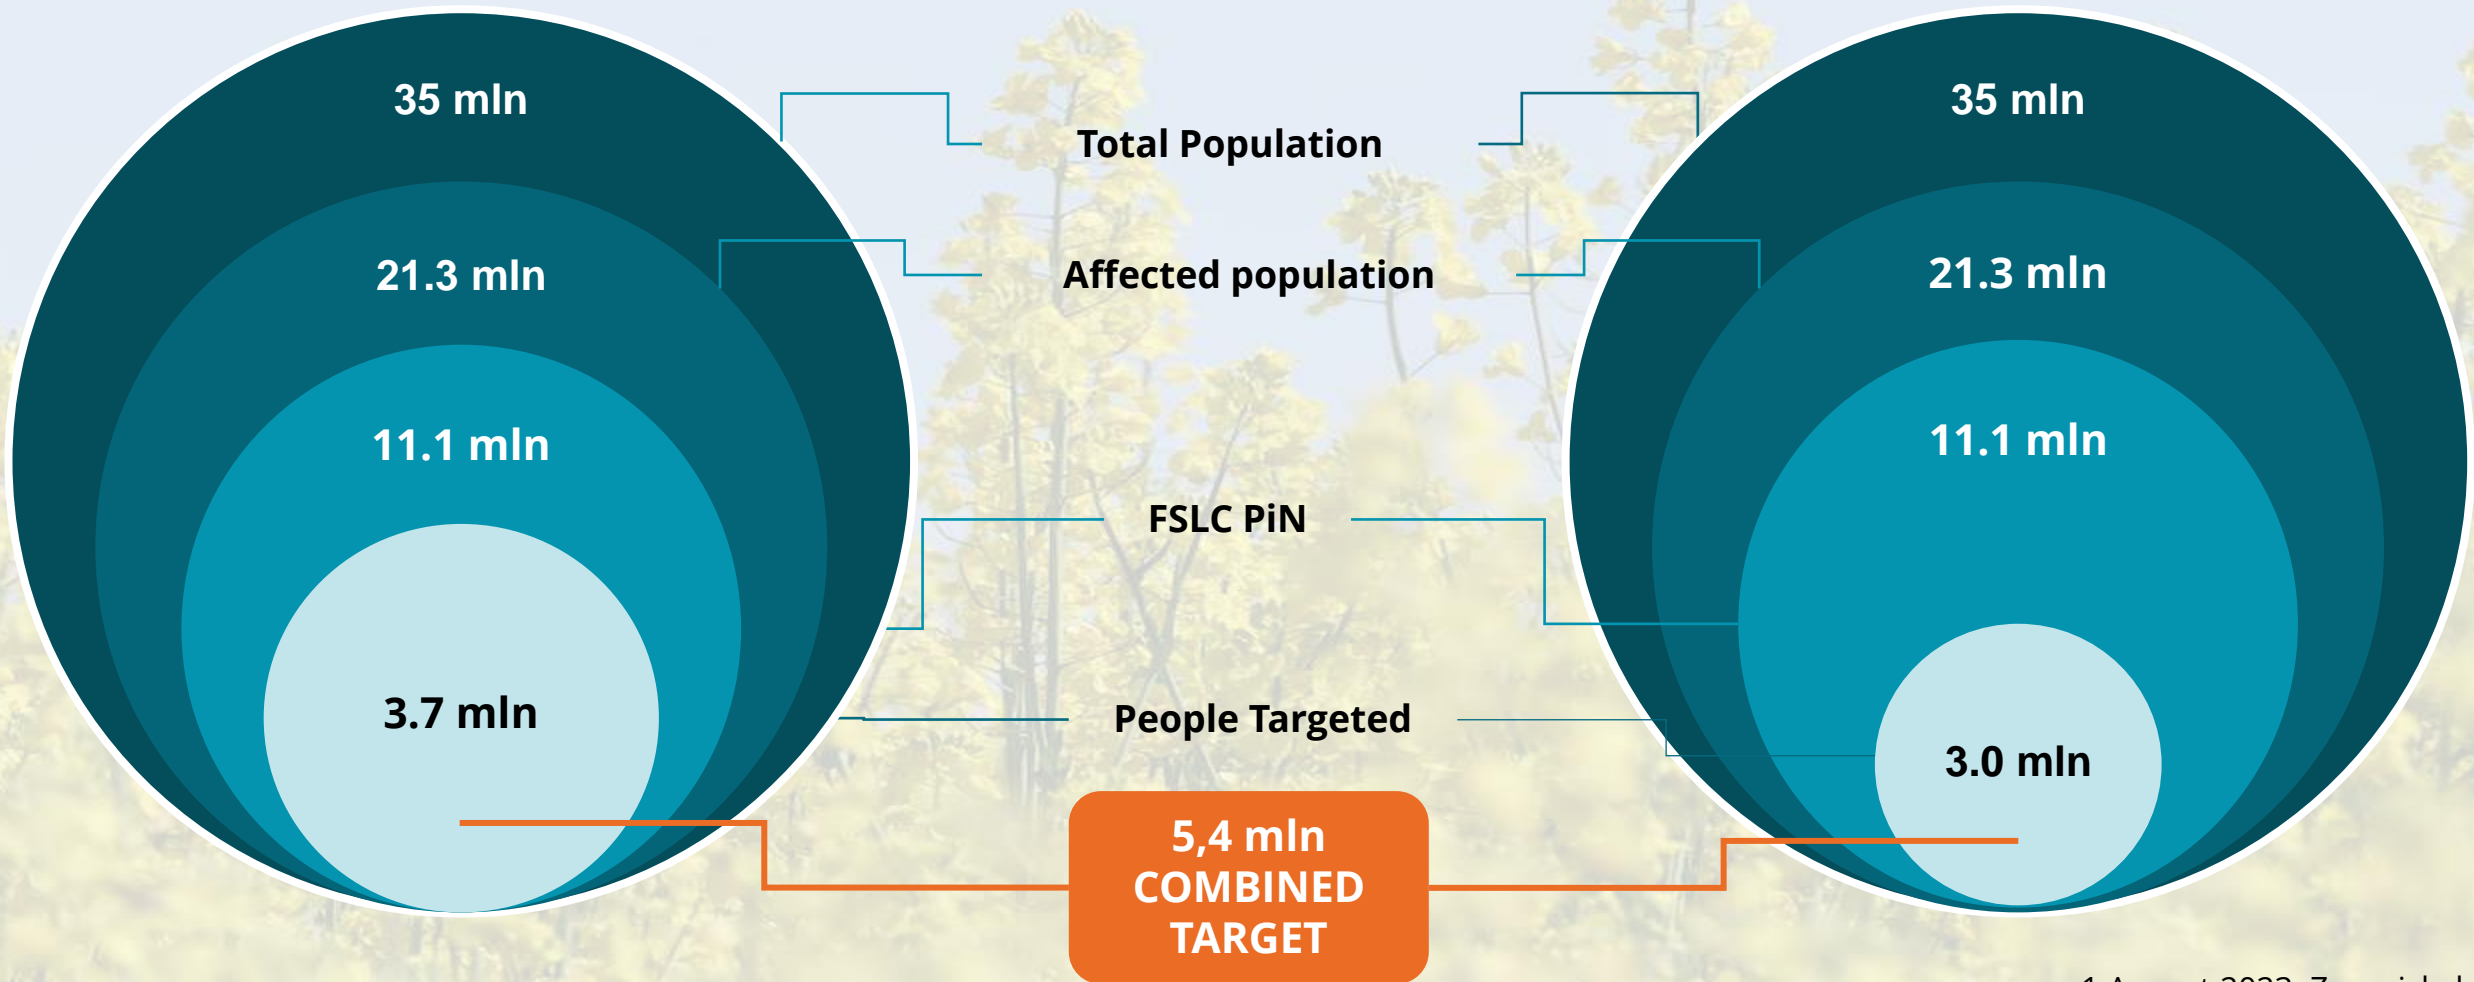 35 mln
21.3 mln
11.1 mln
3.7 mln
Total Population
Affected population
FSLC PiN
People Targeted
5,4 mln
COMBINED
TARGET
35 mln
21.3 mln
11.1 mln
3.0 mln